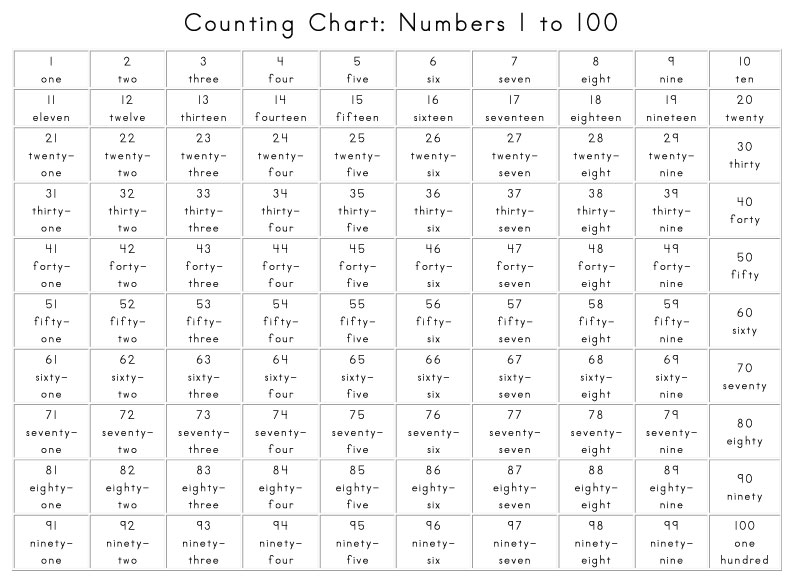 Counting Chart: Numbers 1 to 100
1 2 3 4 5 6 7 8 9 10
one two three four five six seven eight nine ten
11 12 13 14 15 16 17 18 19 20
eleven twelve thirteen fourteen fifteen sixteen seventeen eighteen nineteen twenty
21 22 23 24 25 26 27 28 29 30
twenty- twenty- twenty- twenty- twenty- twenty- twenty- twenty- twenty- thirty
one two three four five six seven eight nine
31 32 33 34 35 36 37 38 39 40
thirty- thirty- thirty- thirty- thirty- thirty- thirty- thirty- thirty- forty
one two three four five six seven eight nine
41 42 43 44 45 46 47 48 49 50
forty- forty- forty- forty- forty- forty- forty- forty- forty- fifty
one two three four five six seven eight nine
51 52 53 54 55 56 57 58 59 60
fifty- fifty- fifty- fifty- fifty- fifty- fifty- fifty- fifty- sixty
one two three four five six seven eight nine
61 62 63 64 65 66 67 68 69 70
sixty- sixty- sixty- sixty- sixty- sixty- sixty- sixty- sixty- seventy
one two three four five six seven eight nine
71 72 73 74 75 76 77 78 79 80
seventy- seventy- seventy- seventy- seventy- seventy- seventy- seventy- seventy- eighty
one two three four five six seven eight nine
81 82 83 84 85 86 87 88 89 90
eighty- eighty- eighty- eighty- eighty- eighty- eighty- eighty- eighty- ninety
one two three four five six seven eight nine
91 92 93 94 95 96 97 98 99 100
ninety- ninety- ninety- ninety- ninety- ninety- ninety- ninety- ninety- one
one two three four five six seven eight nine hundred